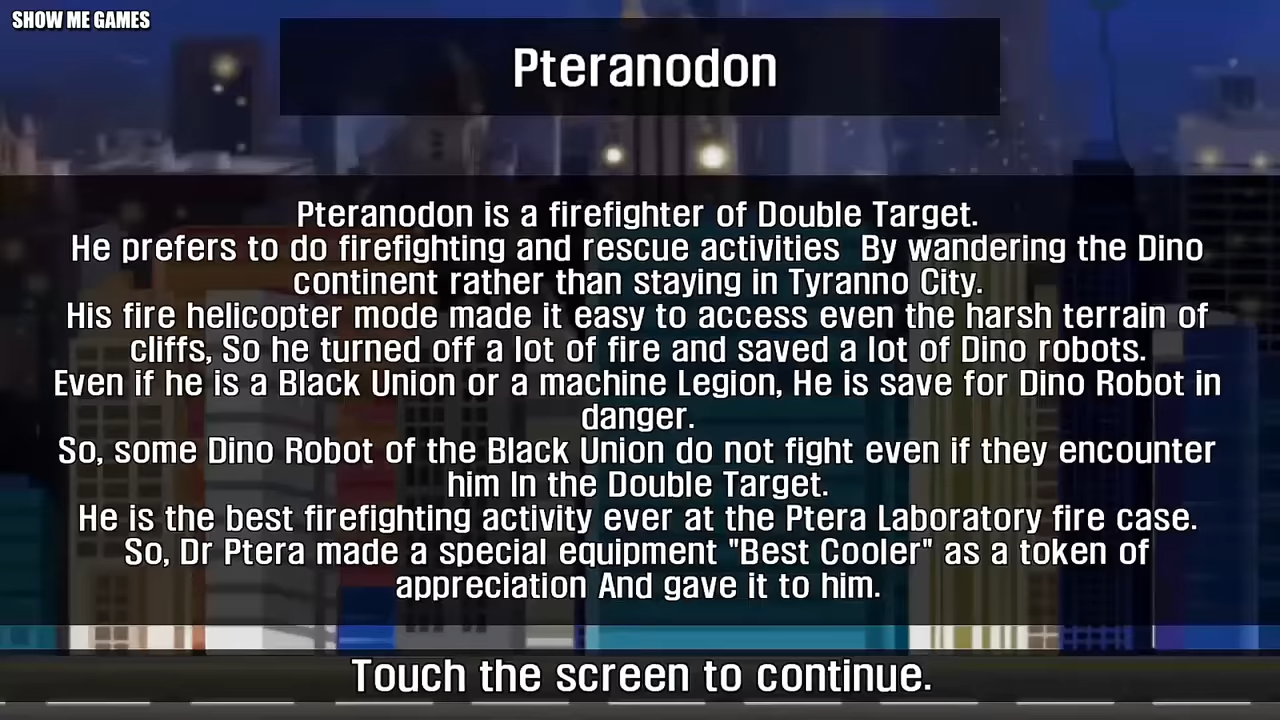 SHOW ME GAMES
Pteranodon
Pteranodon is a firefighter of Double Target.
He prefers to do firefighting and rescue activities  By wandering the Dino
continent rather than staying in Tyranno City.
His fire helicopter mode made it easy to access even the harsh terrain of
cliffs, So he turned off a lot of fire and saved a lot of Dino robots.
Even if he is a Black Union or a machine Legion, He is save for Dino Robot in
danger.
So, some Dino Robot of the Black Union do not fight even if they encounter
him In the Double Target.
He is the best firefighting activity ever at the Ptera Laboratory fire case.
So, Dr Ptera made a special equipment "Best Cooler" as a token of
appreciation And gave it to him.
Touch the screen to continue.